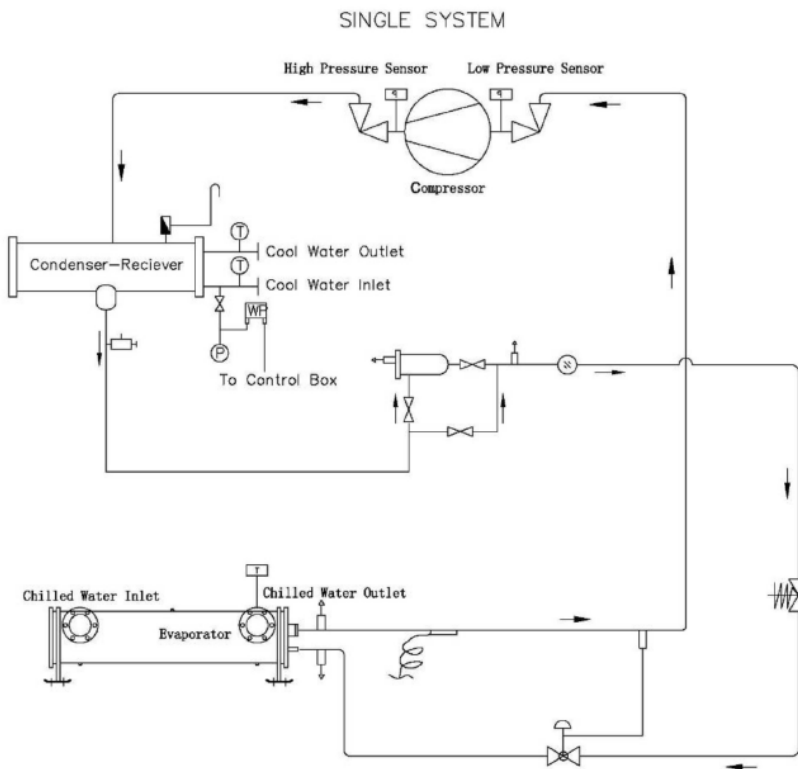 SINGLE SYSTEM
High Pressure Sensor
Low Pressure Sensor
q
q
Compressor
T
Cool Water Outlet
Condenser-Reciever
T
Cool Water Inlet
WP
P
To Control Box
T
Chilled Water Inlet
Chilled Water Outlet
Evaporator